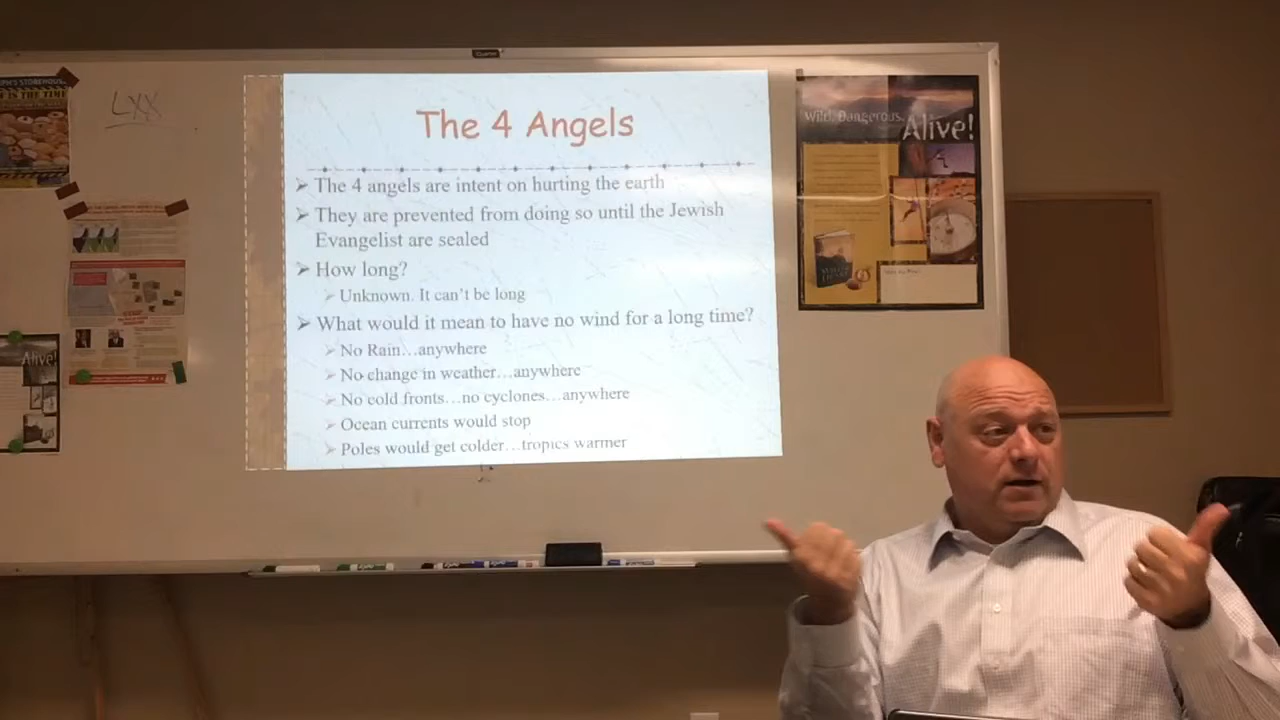 Quartet
LXX
The 4 Angels
➢ The 4 angels are intent on hurting the earth
➢ They are prevented from doing so until the Jewish
Evangelist are sealed
➢ How long?
➢ Unknown. It can't be long
➢ What would it mean to have no wind for a long time?
➢ No Rain…anywhere
➢ No change in weather…anywhere
➢ No cold fronts…no cyclones…anywhere
➢ Ocean currents would stop
➢ Poles would get colder…tropics warmer
Wild. Dangerous.
Alive!
Alive!